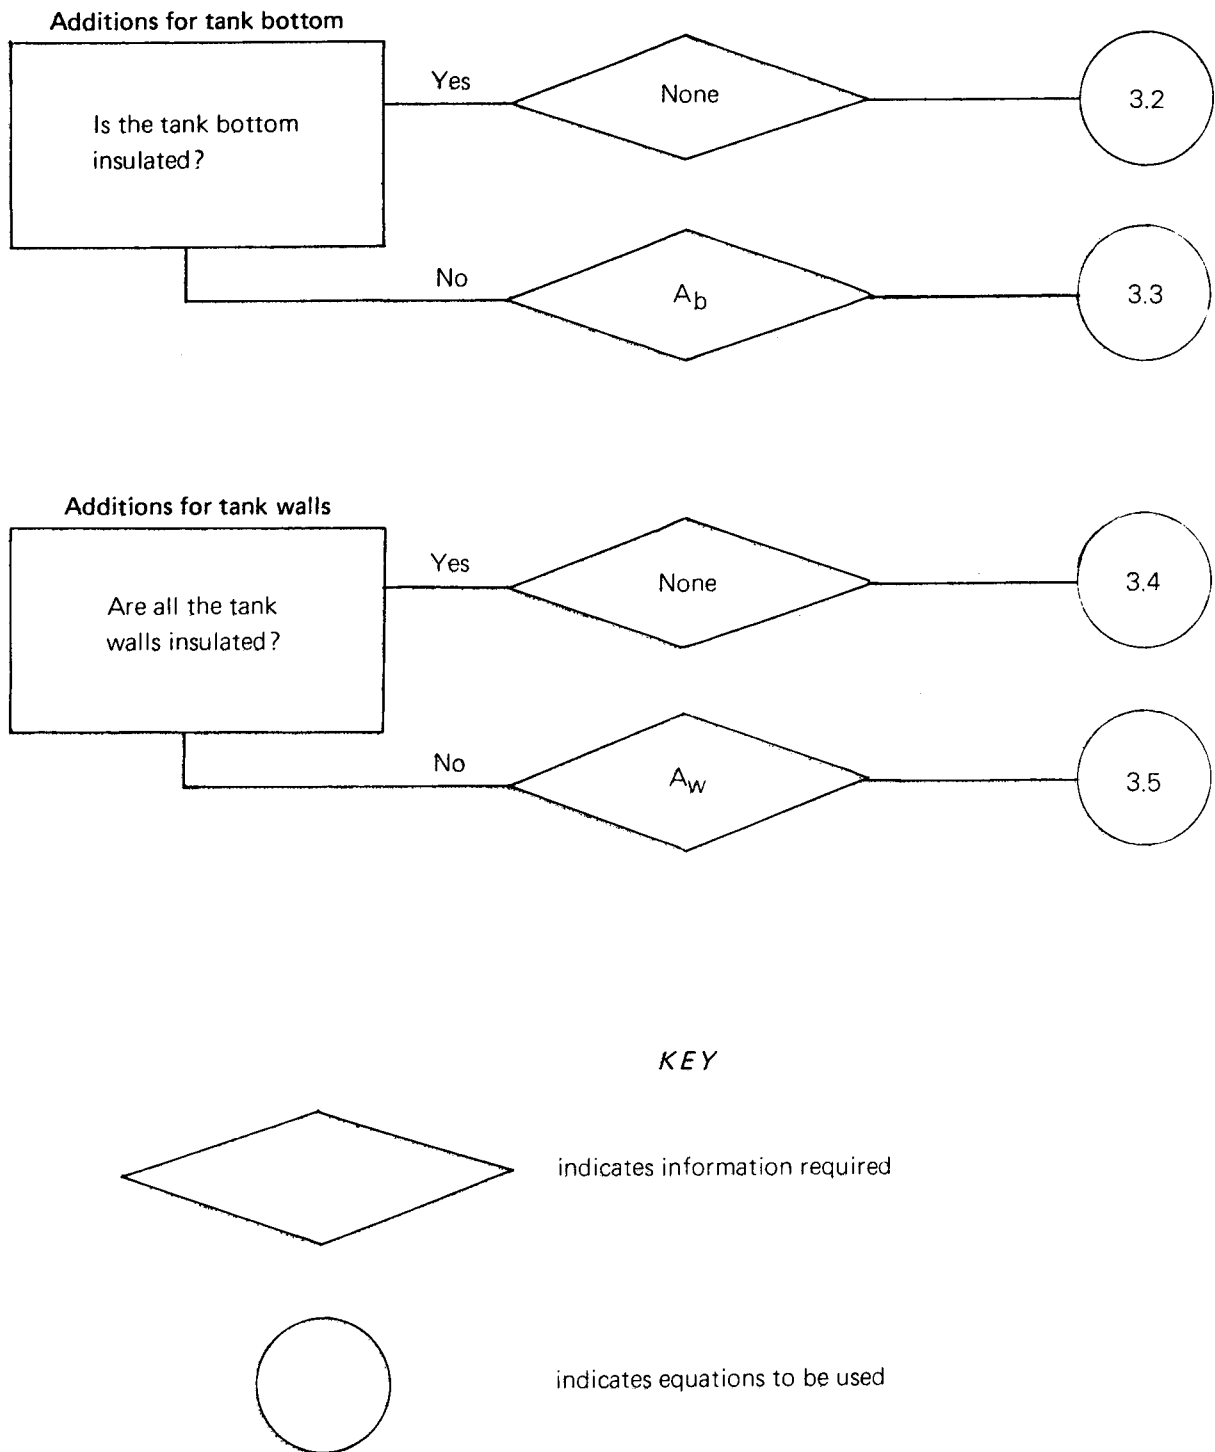 Additions for tank bottom
Is the tank bottom
insulated?
Yes
None
3.2
No
Ab
3.3
Additions for tank walls
Are all the tank
walls insulated?
Yes
None
3.4
No
Aw
3.5
KEY
indicates information required
indicates equations to be used